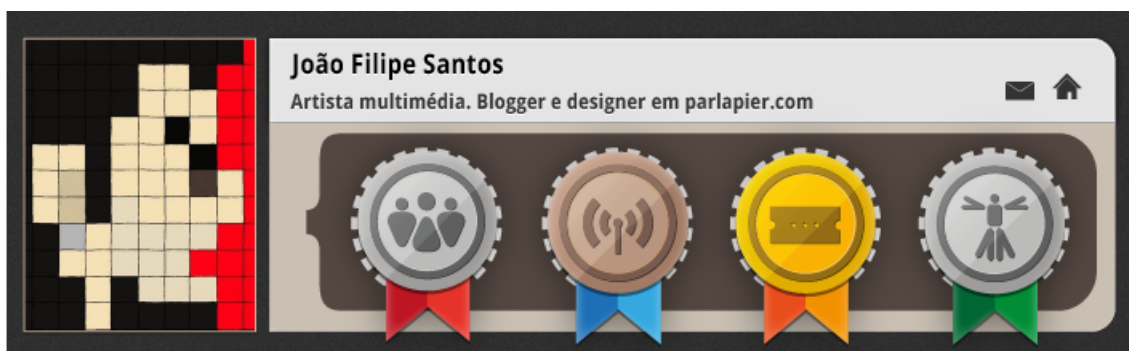 João Filipe Santos
Artista multimédia. Blogger e designer em parlapier.com